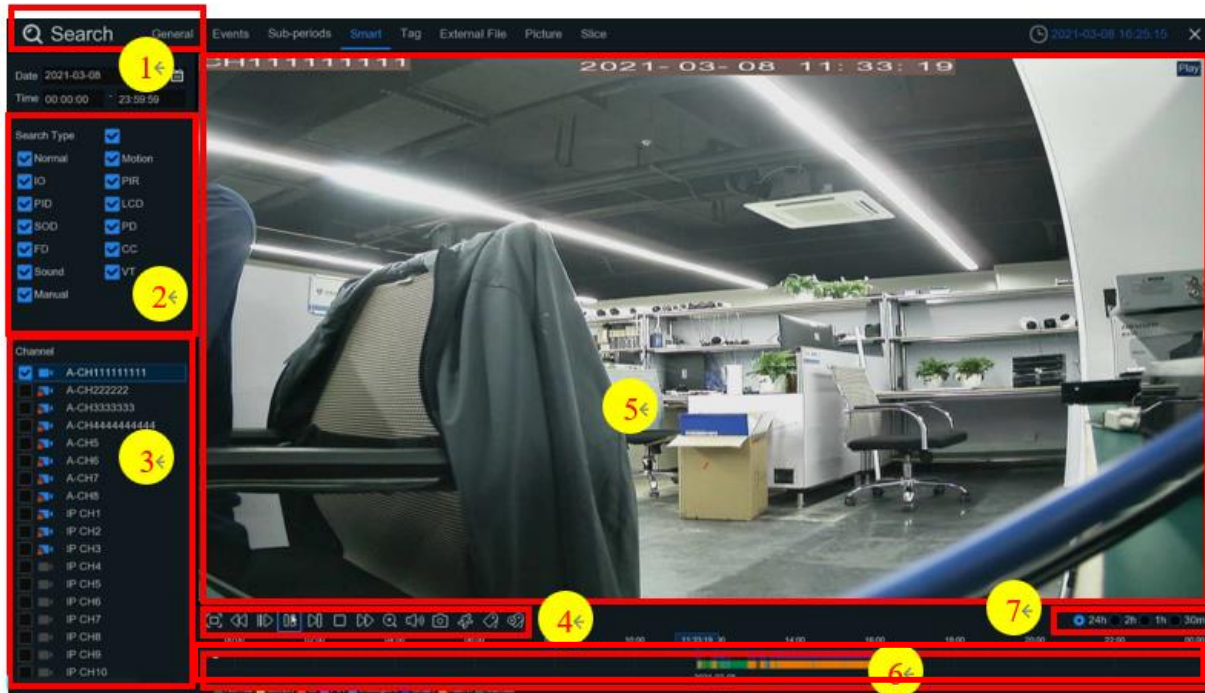 Search
General Events Sub-periods Smart Tag External File Picture Slice
2021-03-08 16:25:15
1
Date 2021-03-08
Time 00:00:00 - 23:59:59
CH111111111
2021-03-08 11:33:19
Play
Search Type
Normal Motion
IO PIR
PID LCD
SOD PD
FD CC
Sound VT
Manual
2
Channel
A-CH111111111
A-CH222222
A-CH3333333
A-CH4444444444
A-CH5
A-CH6
A-CH7
A-CH8
IP CH1
IP CH2
IP CH3
IP CH4
IP CH5
IP CH6
IP CH7
IP CH8
IP CH9
IP CH10
3
5
4
7
24h 2h 1h 30m
10:00 11:33:19 14:00 16:00 18:00 20:00 22:00 00:00
6